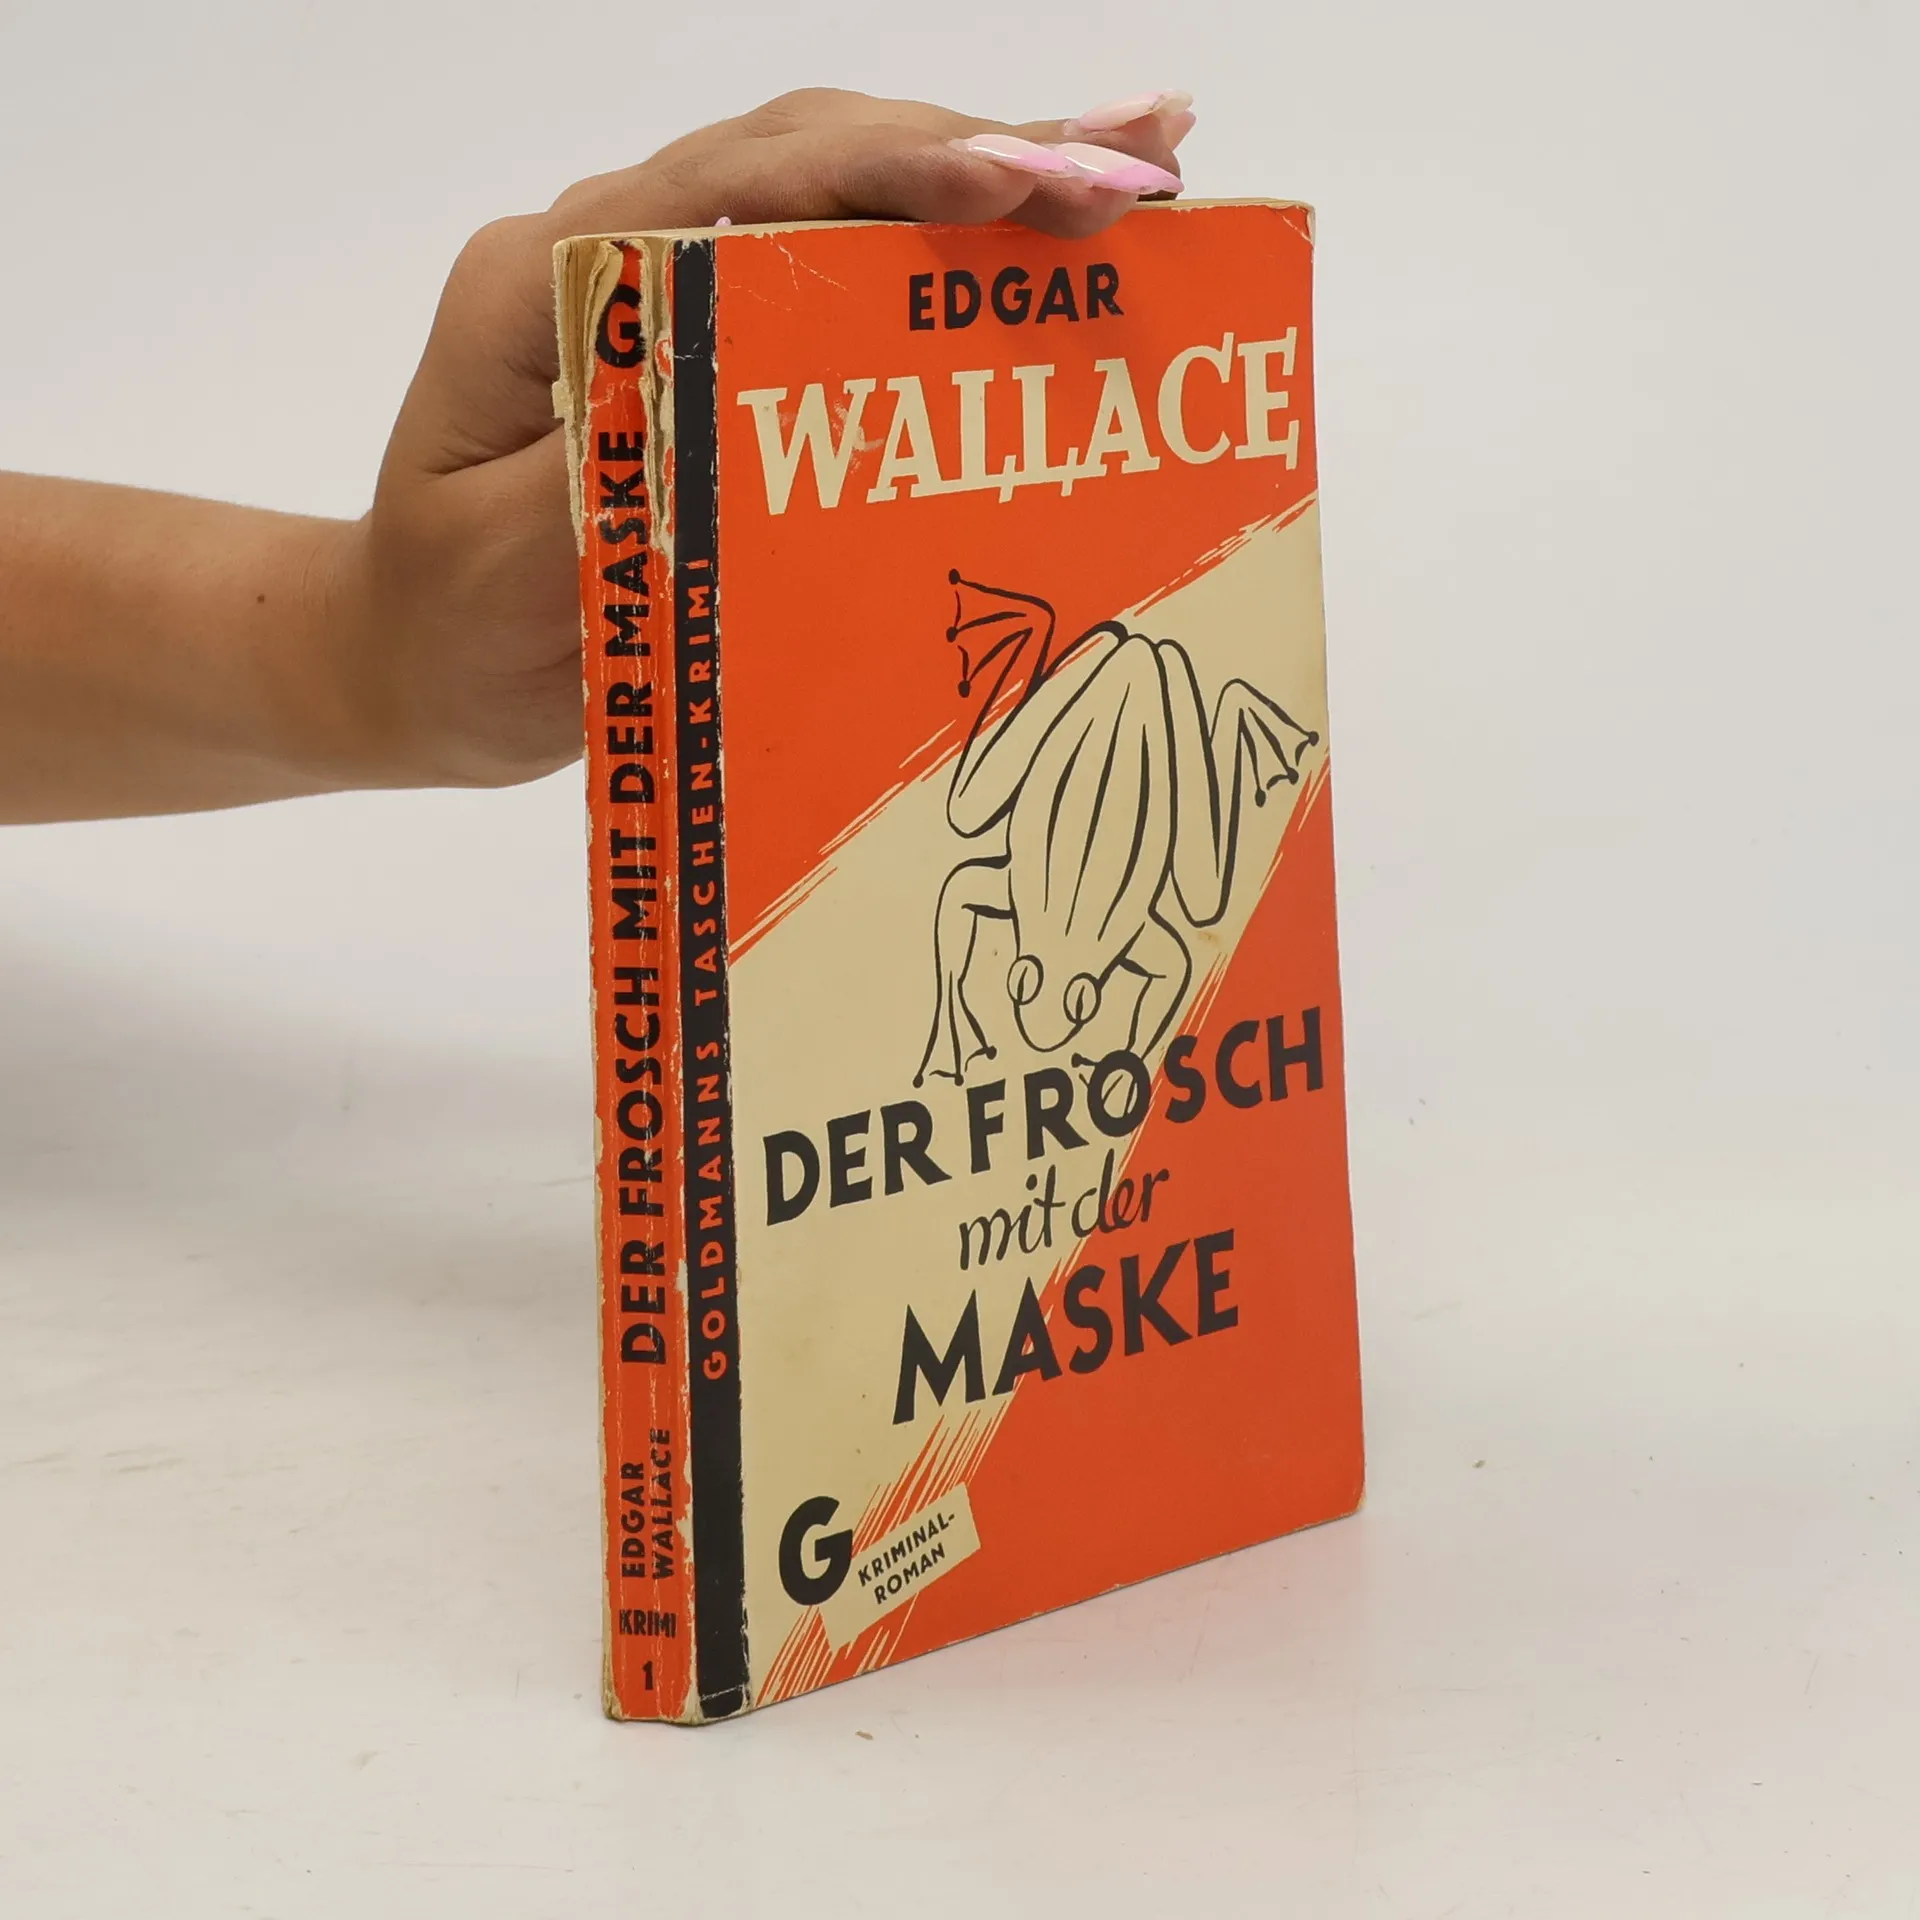 EDGAR
WALLACE
DER FROSCH
mit der
MASKE
G
KRIMINAL-
ROMAN
GOLDMANNS TASCHEN-KRIMI
G
DER FROSCH MIT DER MASKE
EDGAR
WALLACE
KRIMI
1